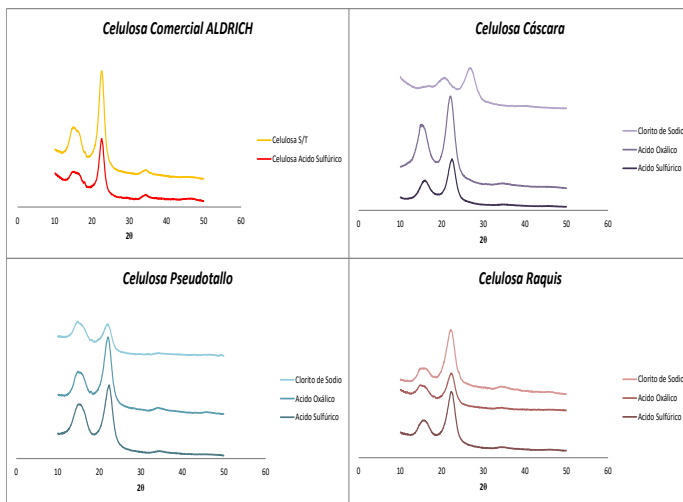 Celulosa Comercial ALDRICH
Celulosa S/T
Celulosa Acido Sulfúrico
0 10 20 30 40 50 60
2θ
Celulosa Cáscara
Clorito de Sodio
Acido Oxálico
Acido Sulfúrico
0 10 20 30 40 50 60
2θ
Celulosa Pseudotallo
Clorito de Sodio
Acido Oxálico
Acido Sulfúrico
0 10 20 30 40 50 60
2θ
Celulosa Raquis
Clorito de Sodio
Acido Oxálico
Acido Sulfúrico
0 10 20 30 40 50 60
2θ